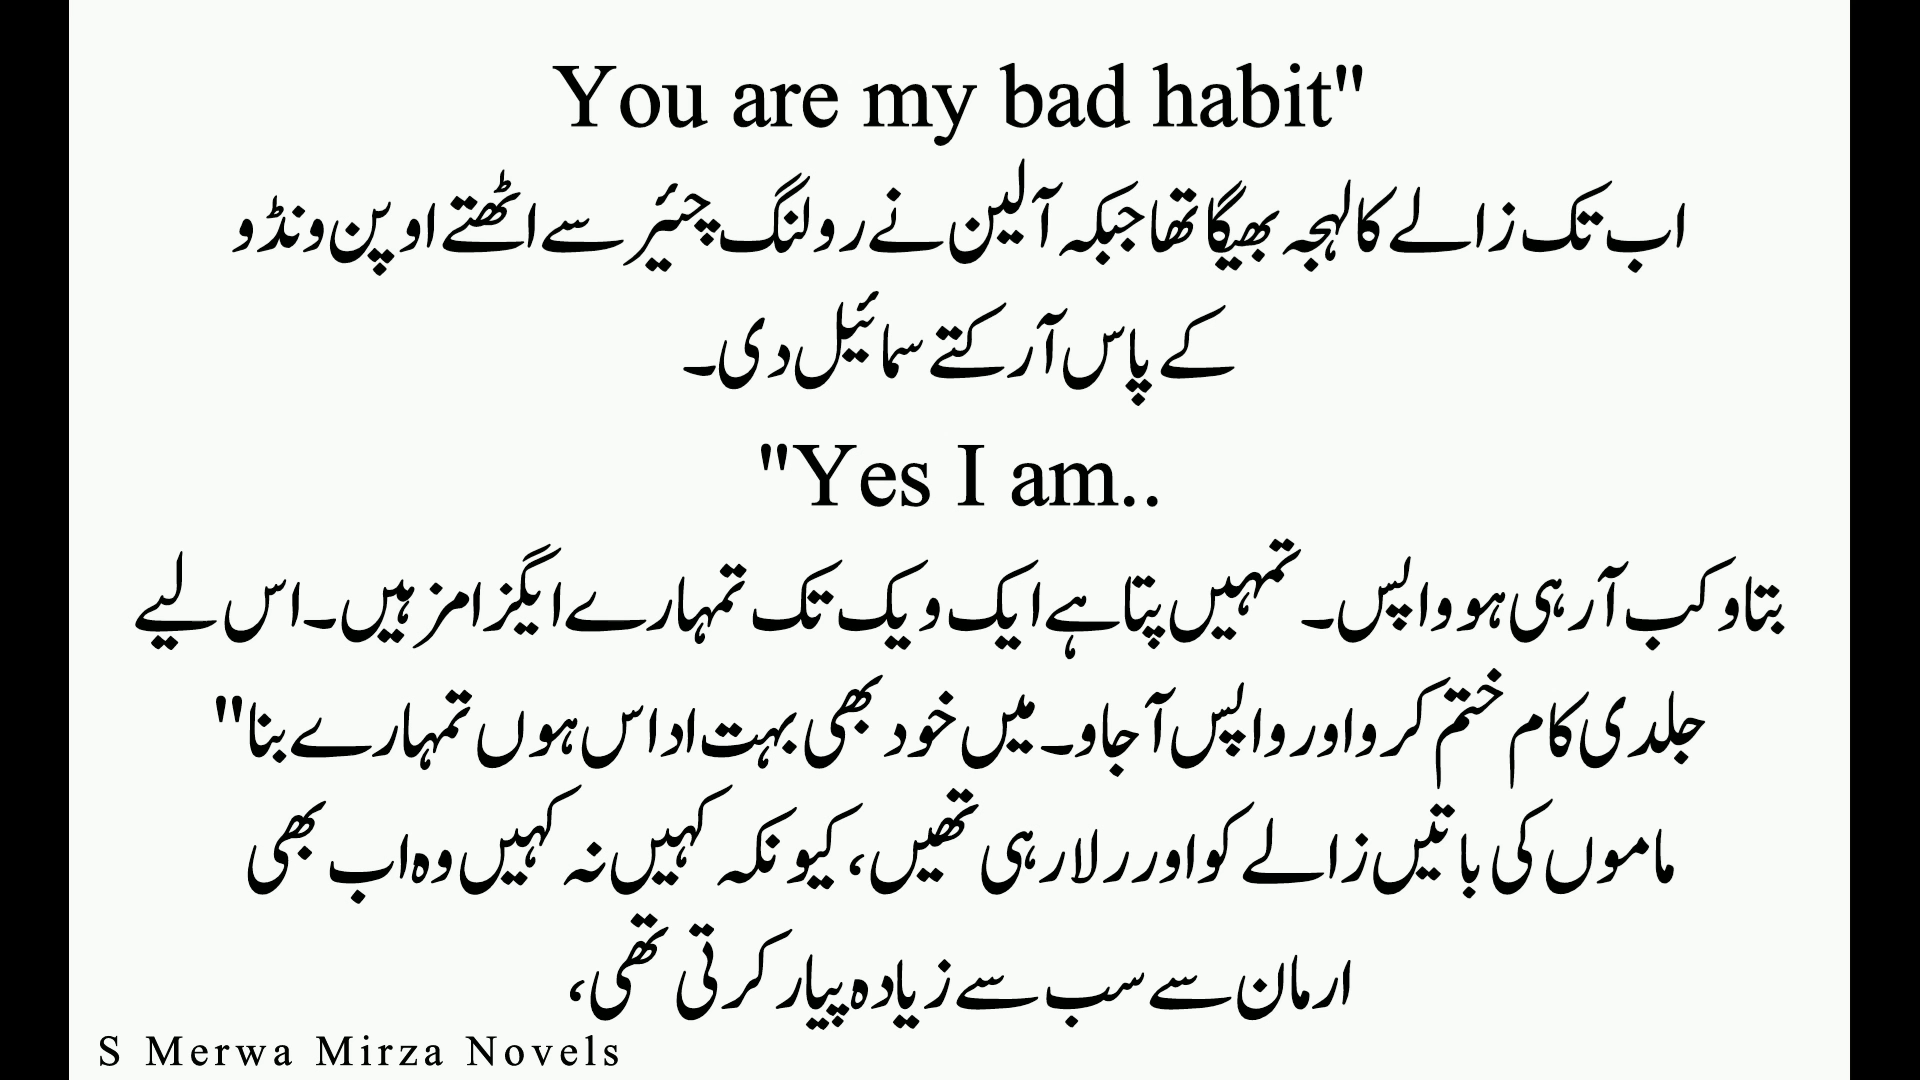 You are my bad habit"
اب تک زالے کا لہجہ بھیگا تھا جبکہ آلین نے رولنگ چئیر سے اٹھتے اوپن ونڈو
کے پاس آرکتے سمائیل دی۔
"Yes I am..
بتاو کب آرہی ہو واپس۔ تمہیں پتا ہے ایک ویک تک تمہارے ایگزامز ہیں۔ اس لیے
جلدی کام ختم کرو اور واپس آجاو۔ میں خود بھی بہت اداس ہوں تمہارے بنا"
ماموں کی باتیں زالے کو اور رلا رہی تھیں، کیونکہ کہیں نہ کہیں وہ اب بھی
ارمان سے سب سے زیادہ پیار کرتی تھی،
S Merwa Mirza Novels